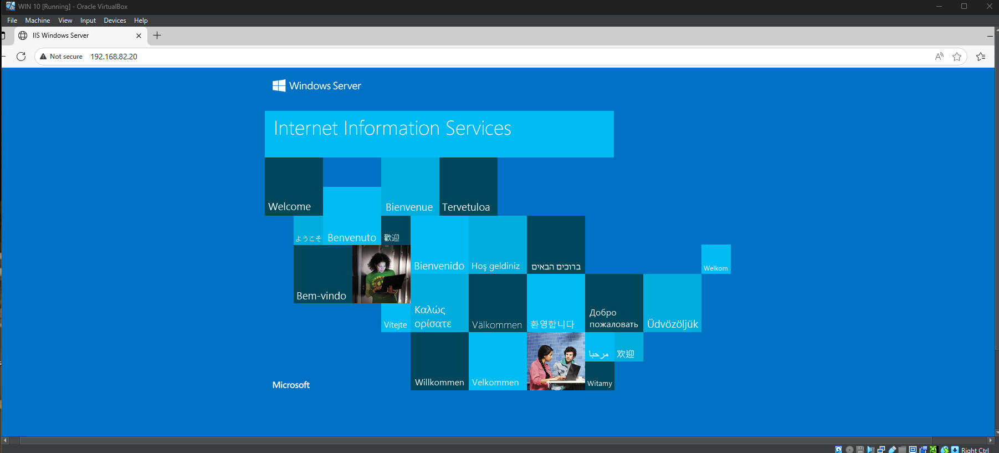 WIN 10 [Running] - Oracle VirtualBox
File Machine View Input Devices Help
IIS Windows Server
Not secure 192.168.82.20
Windows Server
Internet Information Services
Welcome
Bienvenue
Tervetuloa
ようこそ
Benvenuto
歡迎
Bienvenido
Hoş geldiniz
ברוכים הבאים
Welkom
Bem-vindo
Vítejte
Καλώς
ορίσατε
Välkommen
환영합니다
Добро
пожаловать
Üdvözöljük
Microsoft
Willkommen
Velkommen
مرحبا
欢迎
Witamy
Right Ctrl